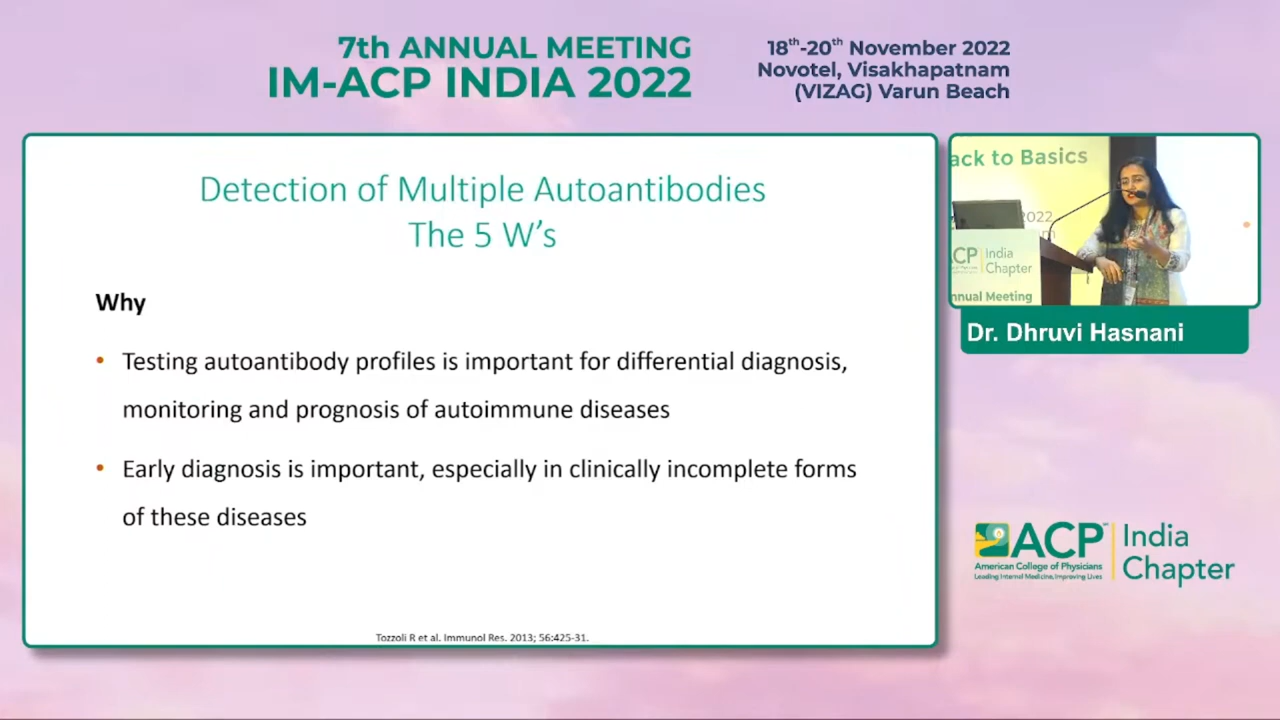 7th ANNUAL MEETING
IM-ACP INDIA 2022
18th-20th November 2022
Novotel, Visakhapatnam
(VIZAG) Varun Beach
Detection of Multiple Autoantibodies
The 5 W's
Why
• Testing autoantibody profiles is important for differential diagnosis,
monitoring and prognosis of autoimmune diseases
• Early diagnosis is important, especially in clinically incomplete forms
of these diseases
Tozzoli R et al. Immunol Res. 2013; 56:425-31.
ack to Basics
2022
CP India
Chapter
nnual Meeting
Dr. Dhruvi Hasnani
ACP
American College of Physicians
Leading Internal Medicine, Improving Lives
India
Chapter